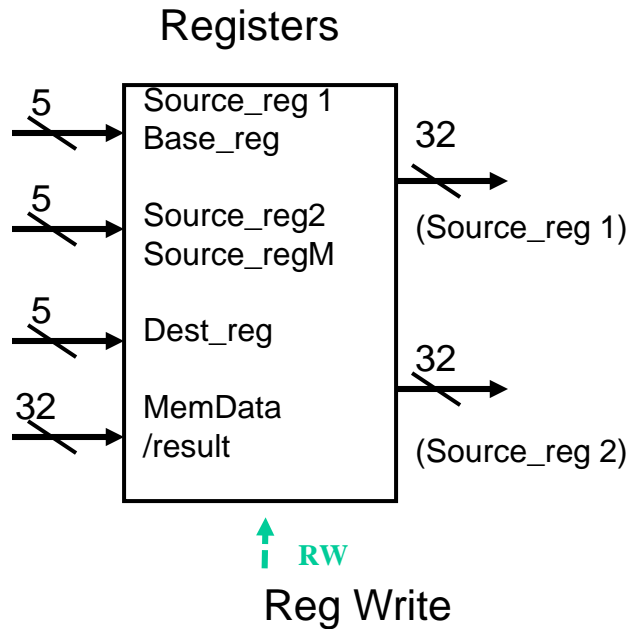 Registers
5
Source_reg 1
Base_reg
32
5
Source_reg2
Source_regM
(Source_reg 1)
5
Dest_reg
32
32
MemData
/result
(Source_reg 2)
RW
Reg Write